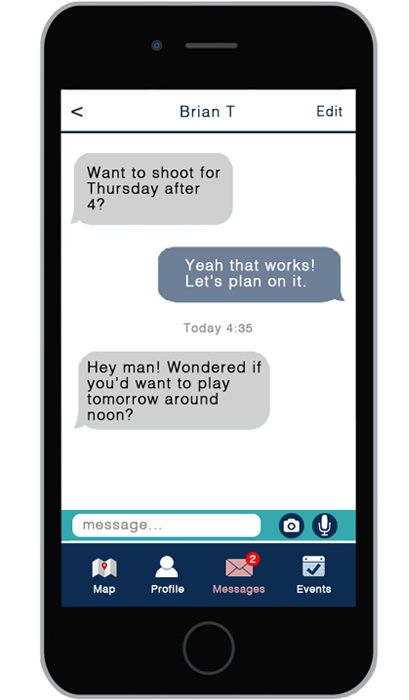 < Brian T Edit
Want to shoot for
Thursday after
4?
Yeah that works!
Let's plan on it.
Today 4:35
Hey man! Wondered if
you'd want to play
tomorrow around
noon?
message...
2
Map Profile Messages Events